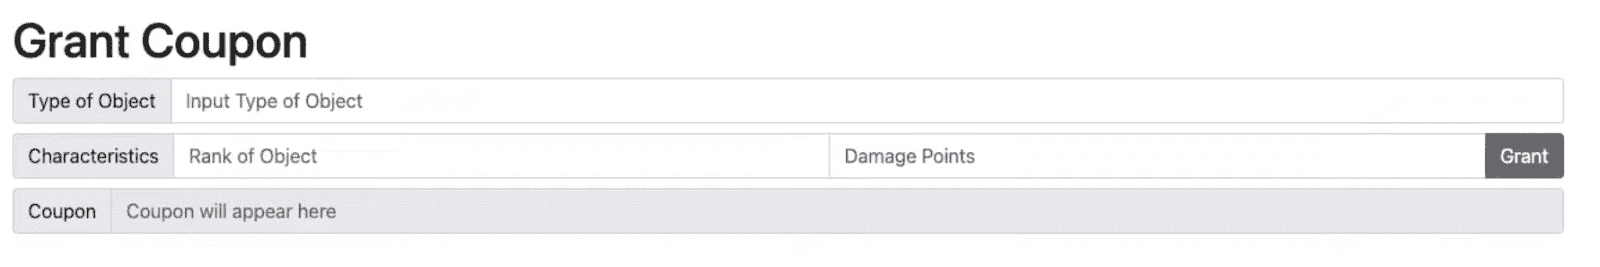 Grant Coupon
Type of Object Input Type of Object
Characteristics Rank of Object Damage Points Grant
Coupon Coupon will appear here